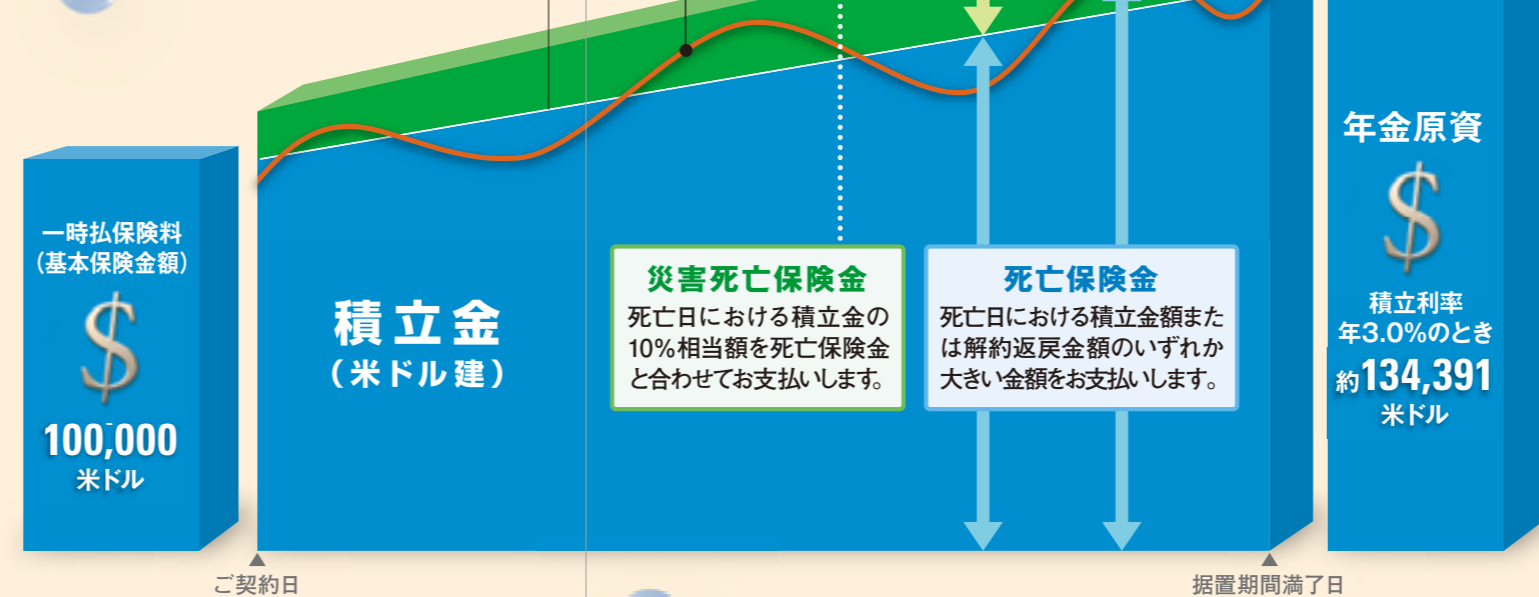 一時払保険料
（基本保険金額）
$
100,000
米ドル
積立金
（米ドル建）
災害死亡保険金
死亡日における積立金の
10%相当額を死亡保険金
と合わせてお支払いします。
死亡保険金
死亡日における積立金額また
は解約返戻金額のいずれか
大きい金額をお支払いします。
年金原資
$
積立利率
年3.0%のとき
約134,391
米ドル
▲
ご契約日
▲
据置期間満了日